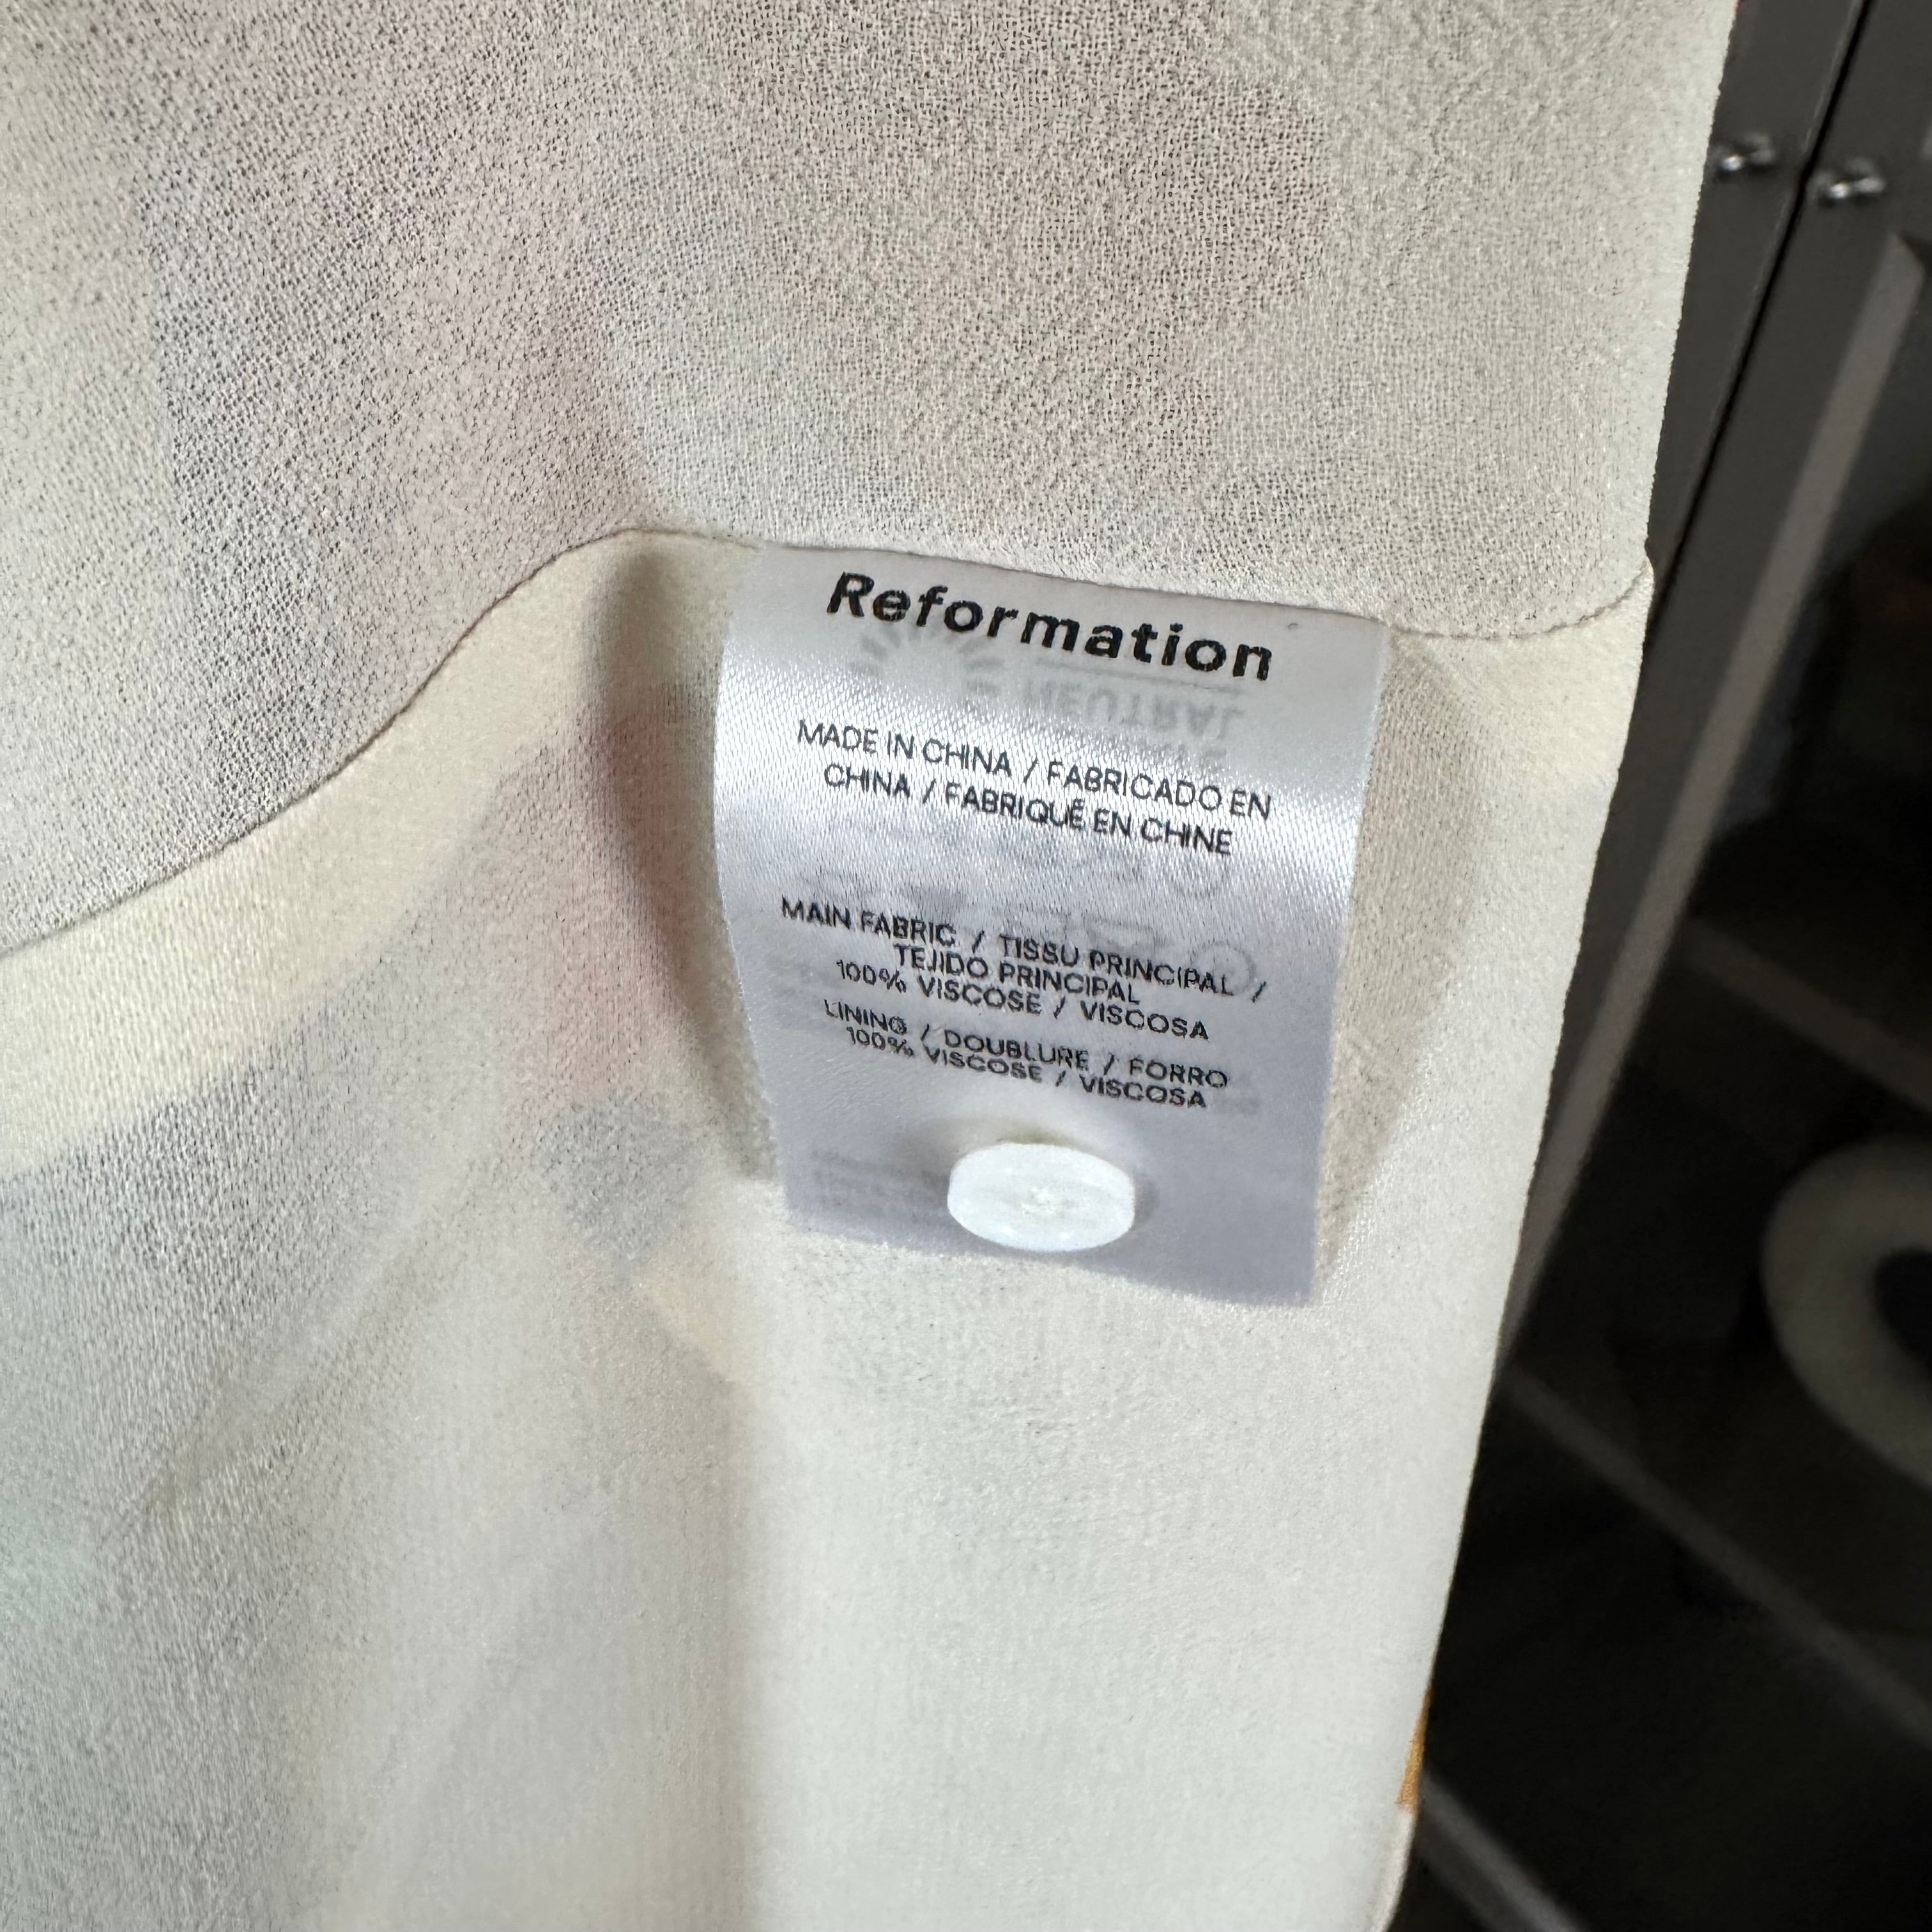 Reformation
MADE IN CHINA / FABRICADO EN
CHINA / FABRIQUÉ EN CHINE
MAIN FABRIC / TISSU PRINCIPAL /
TEJIDO PRINCIPAL
100% VISCOSE / VISCOSA
LINING / DOUBLURE / FORRO
100% VISCOSE / VISCOSA